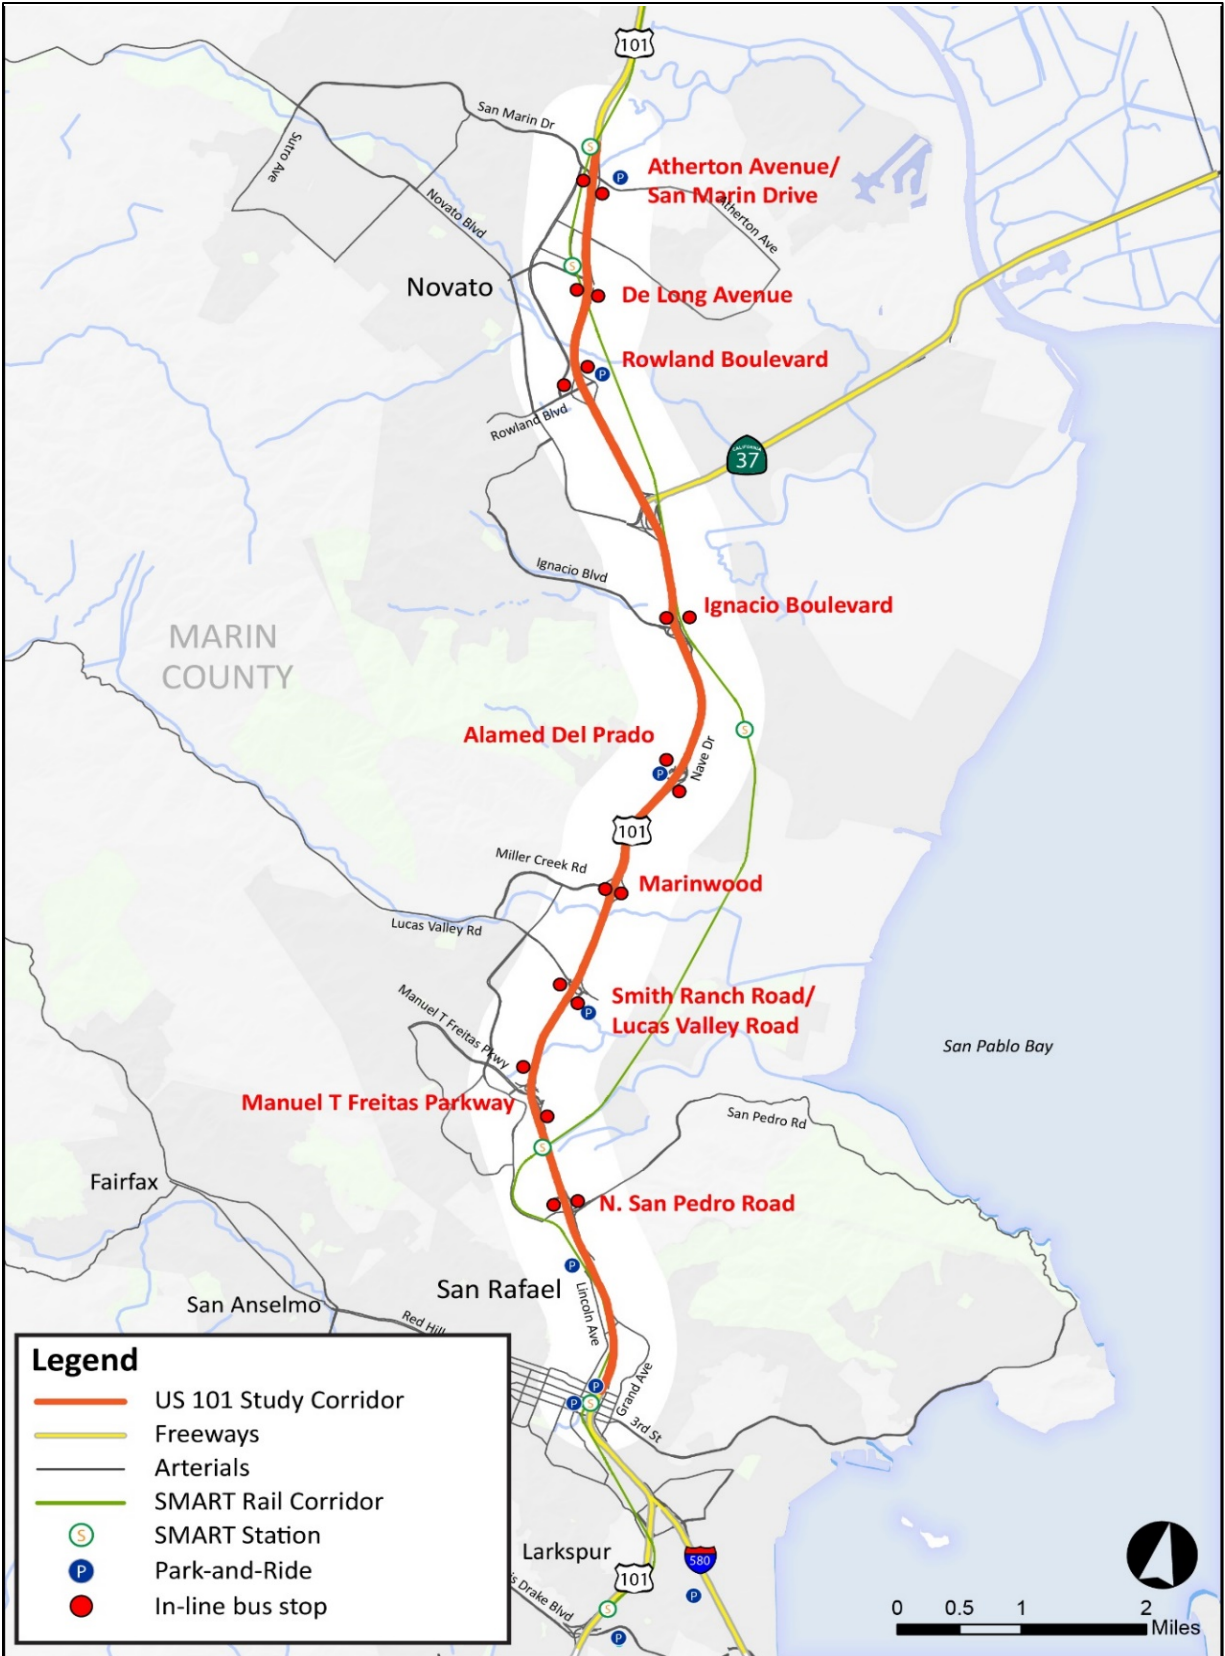 101
San Marin Dr
Sutro Ave
P
S
Atherton Avenue/
San Marin Drive
Atherton Ave
Novato Blvd
S
Novato
De Long Avenue
Rowland Boulevard
P
Rowland Blvd
CALIFORNIA
37
Ignacio Blvd
Ignacio Boulevard
MARIN
COUNTY
S
Alamed Del Prado
P
Nave Dr
101
Miller Creek Rd
Marinwood
Lucas Valley Rd
Smith Ranch Road/
Lucas Valley Road
P
Manuel T Freitas Pkwy
San Pablo Bay
Manuel T Freitas Parkway
San Pedro Rd
S
Fairfax
N. San Pedro Road
P
San Rafael
San Anselmo
Lincoln Ave
Red Hill
P
P
S
Grand Ave
3rd St
Larkspur
101
580
P
is Drake Blvd
S
P
Legend
US 101 Study Corridor
Freeways
Arterials
SMART Rail Corridor
S SMART Station
P Park-and-Ride
In-line bus stop
0 0.5 1 2
Miles